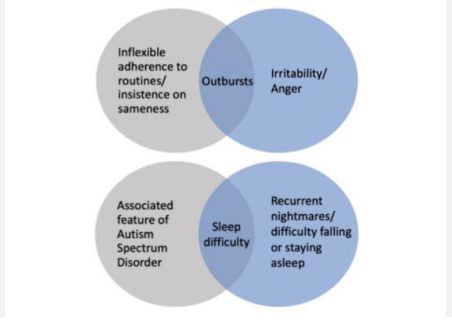 Inflexible
adherence to
routines/
insistence on
sameness
Outbursts
Irritability/
Anger
Associated
feature of
Autism
Spectrum
Disorder
Sleep
difficulty
Recurrent
nightmares/
difficulty falling
or staying
asleep